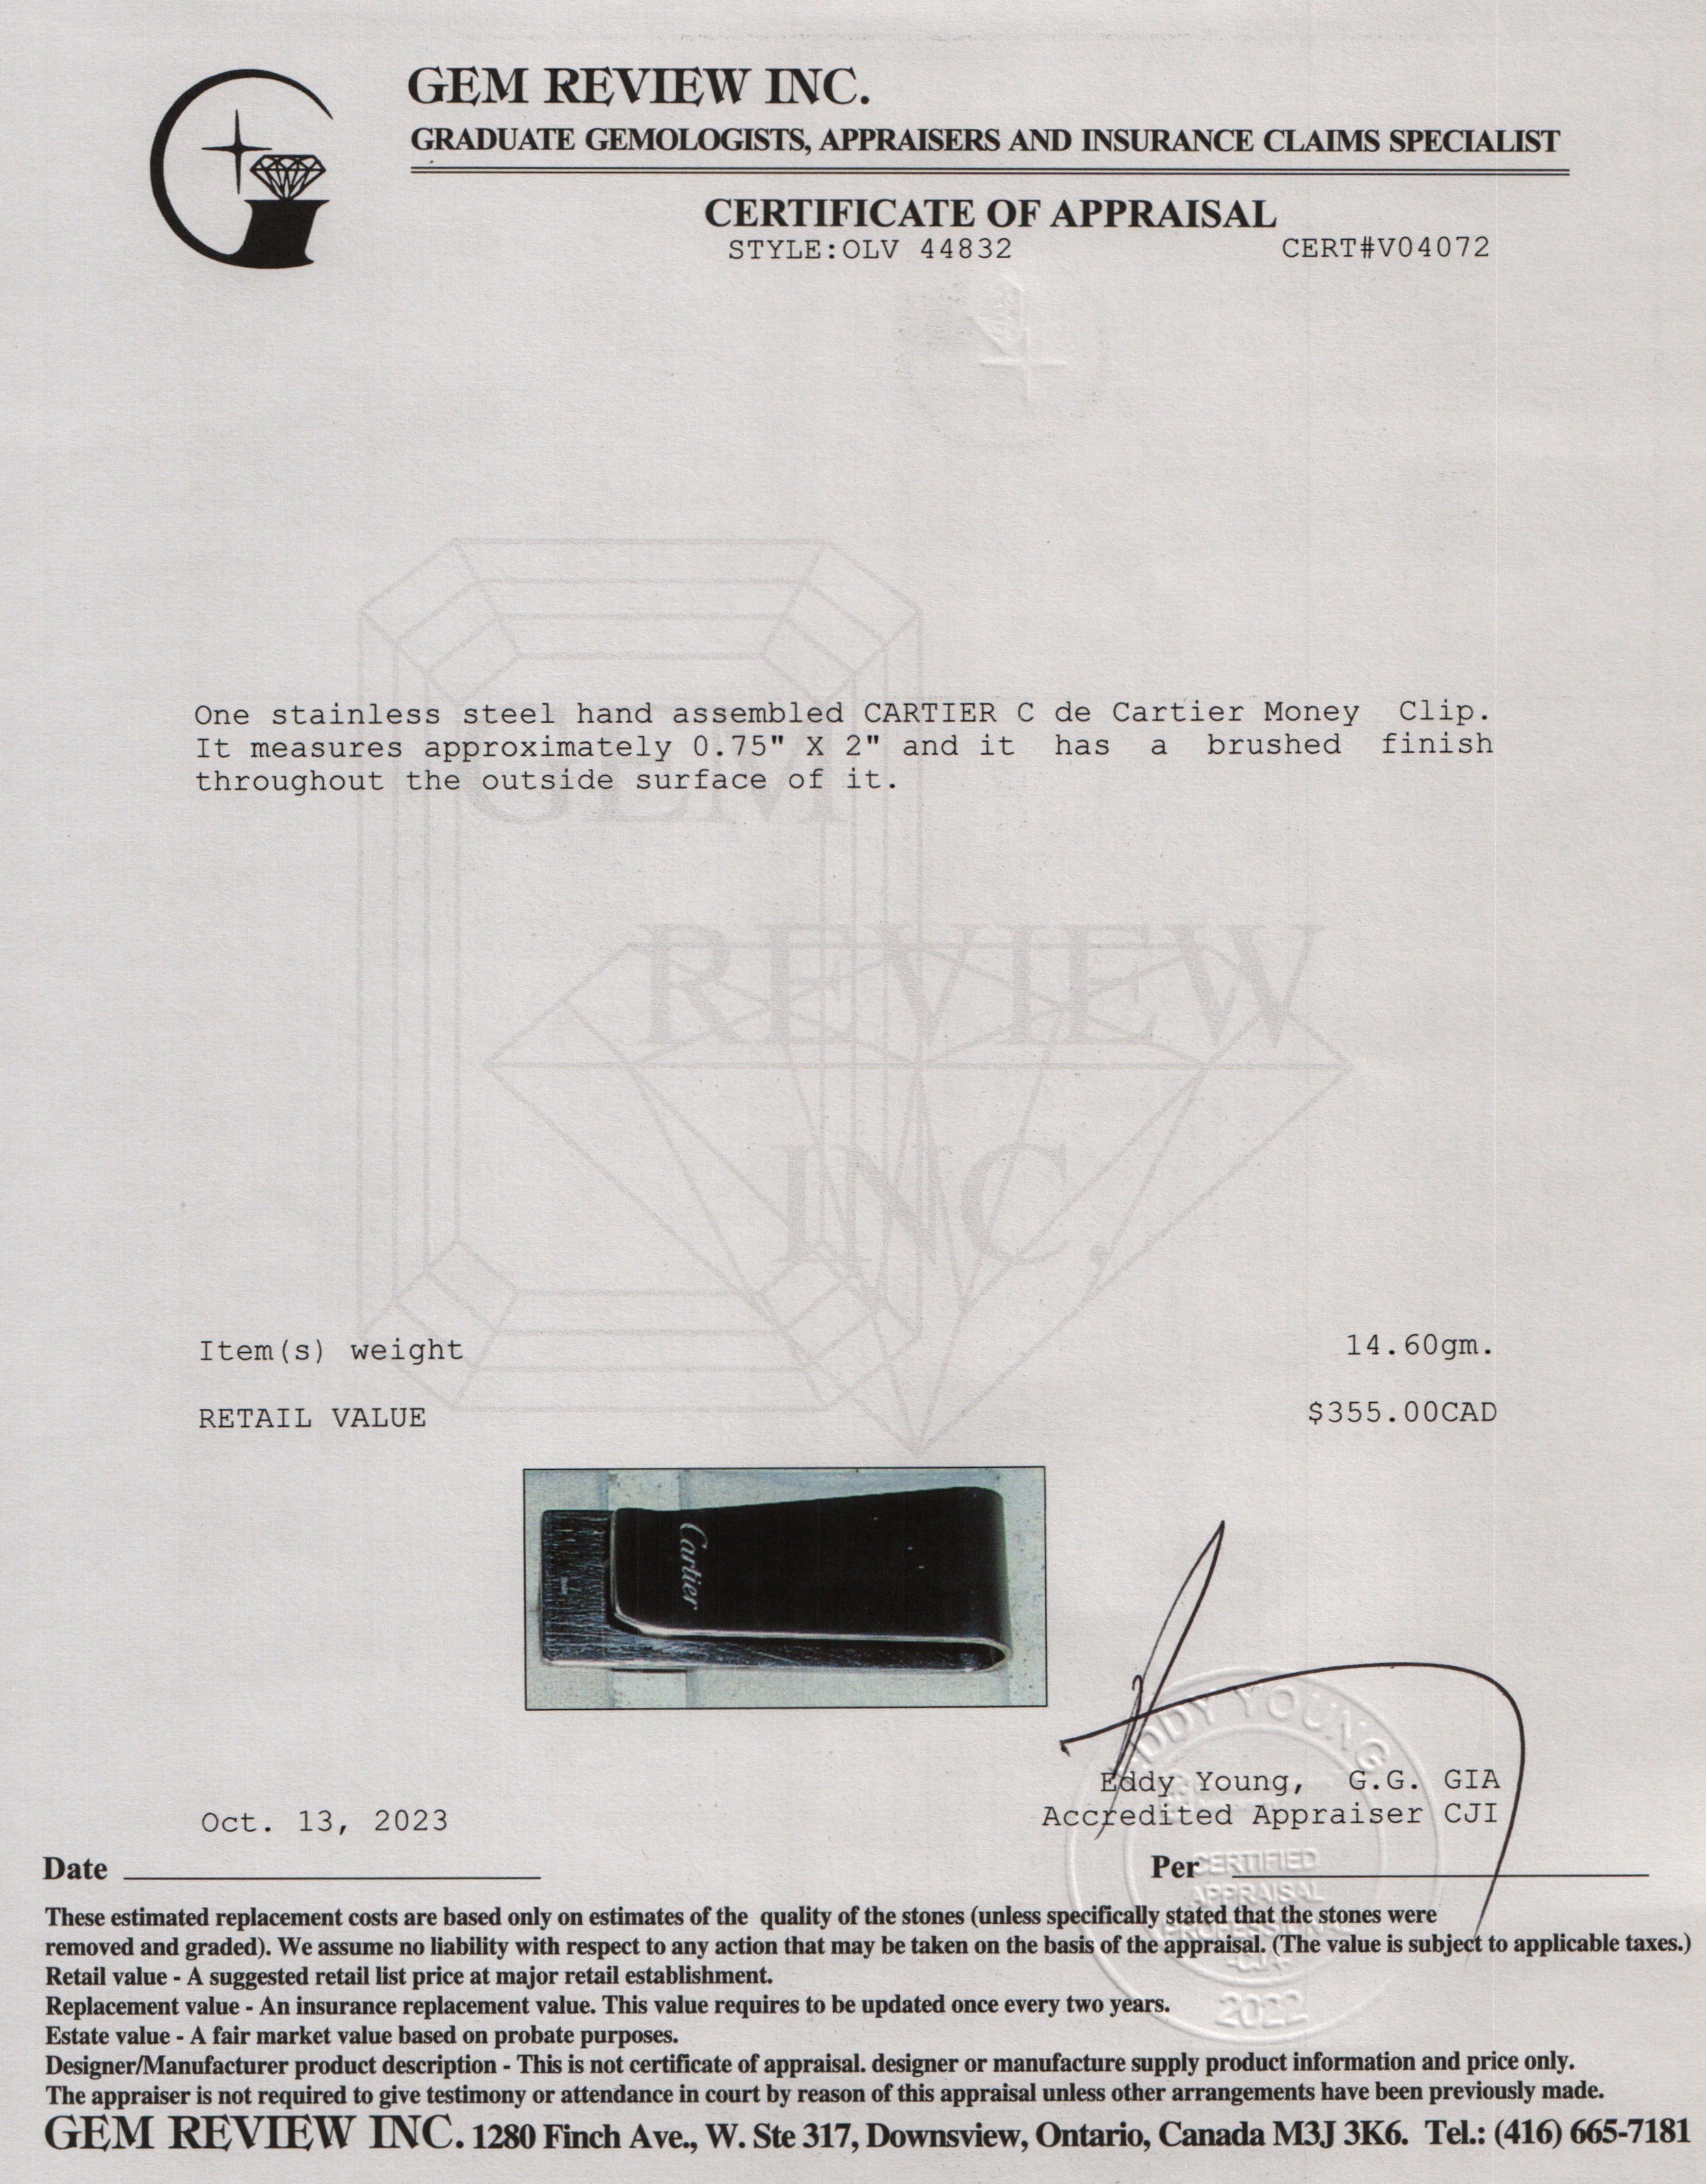 GEM REVIEW INC.
GRADUATE GEMOLOGISTS, APPRAISERS AND INSURANCE CLAIMS SPECIALIST
CERTIFICATE OF APPRAISAL
STYLE:OLV 44832 CERT#V04072
One stainless steel hand assembled CARTIER C de Cartier Money Clip.
It measures approximately 0.75" X 2" and it has a brushed finish
throughout the outside surface of it.
GEM
REVIEW
INC.
Item(s) weight 14.60gm.
RETAIL VALUE $355.00CAD
Cartier
EDDY YOUNG
Eddy Young, G.G. GIA
Oct. 13, 2023 Accredited Appraiser CJI
Date Per
CERTIFIED
APPRAISAL
PROFESSIONAL
2022
These estimated replacement costs are based only on estimates of the quality of the stones (unless specifically stated that the stones were
removed and graded). We assume no liability with respect to any action that may be taken on the basis of the appraisal. (The value is subject to applicable taxes.)
Retail value - A suggested retail list price at major retail establishment.
Replacement value - An insurance replacement value. This value requires to be updated once every two years.
Estate value - A fair market value based on probate purposes.
Designer/Manufacturer product description - This is not certificate of appraisal. designer or manufacture supply product information and price only.
The appraiser is not required to give testimony or attendance in court by reason of this appraisal unless other arrangements have been previously made.
GEM REVIEW INC. 1280 Finch Ave., W. Ste 317, Downsview, Ontario, Canada M3J 3K6. Tel.: (416) 665-7181